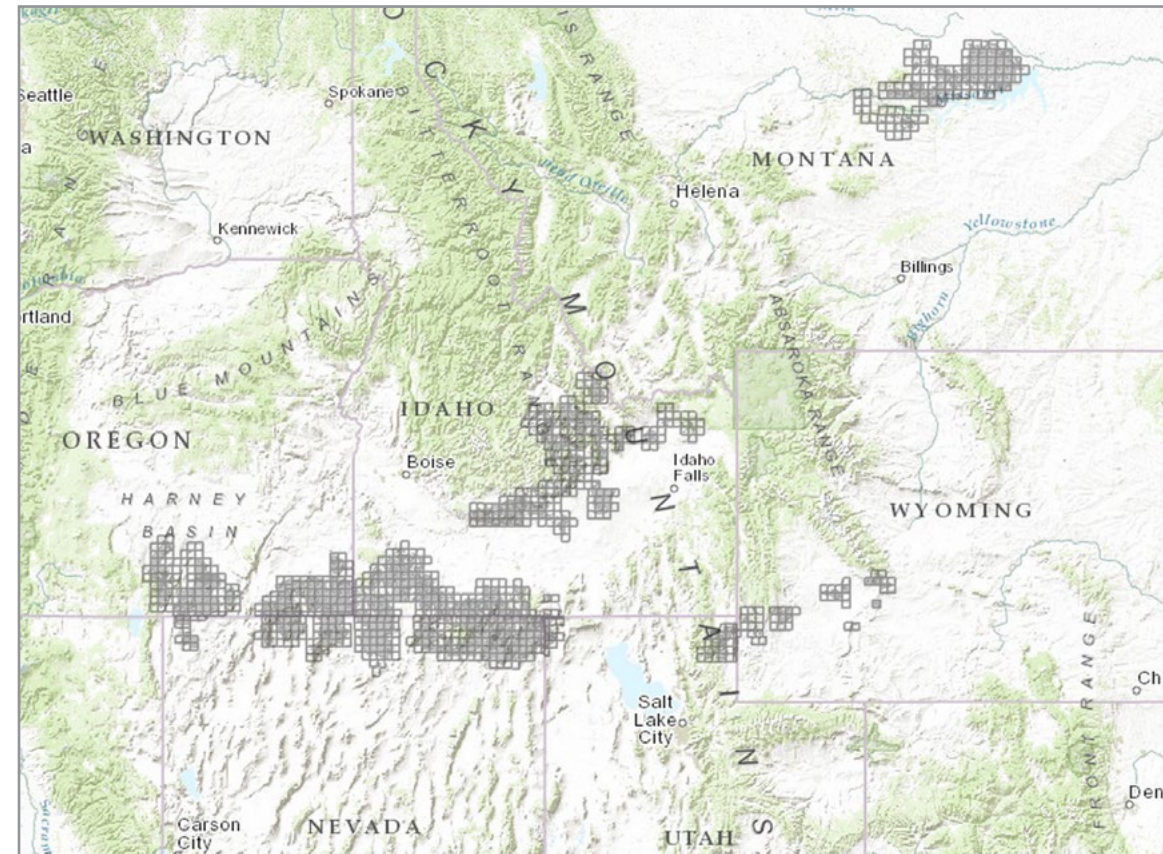 Milk
Seattle
Spokane
WASHINGTON
MONTANA
Pend Oreille
Helena
Kennewick
Yellowstone
Billings
Columbia
rtland
Bighorn
BLUE MOUNTAINS
BITTERROOT RANGE
ABSAROKA RANGE
IDAHO
OREGON
Boise
Idaho
Falls
HARNEY
BASIN
WYOMING
ROCKY MOUNTAINS
FRONT RANGE
Ch
Salt
Lake
City
Den
Carson
City
NEVADA
UTAH